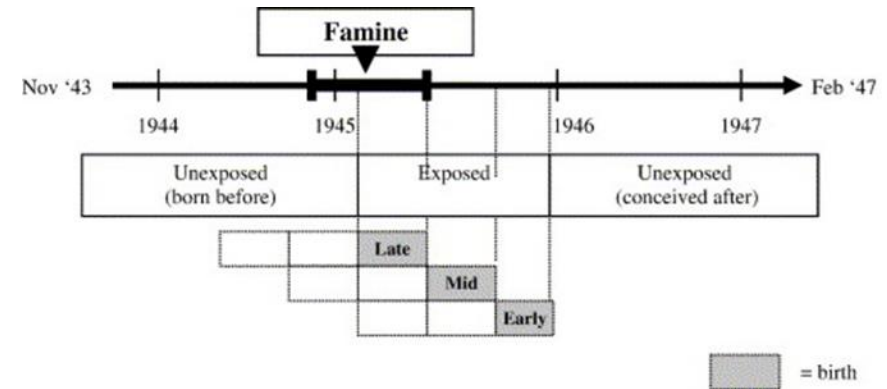 Famine
Nov ‘43
Feb ‘47
1944
1945
1946
1947
Unexposed
(born before)
Exposed
Unexposed
(conceived after)
Late
Mid
Early
= birth